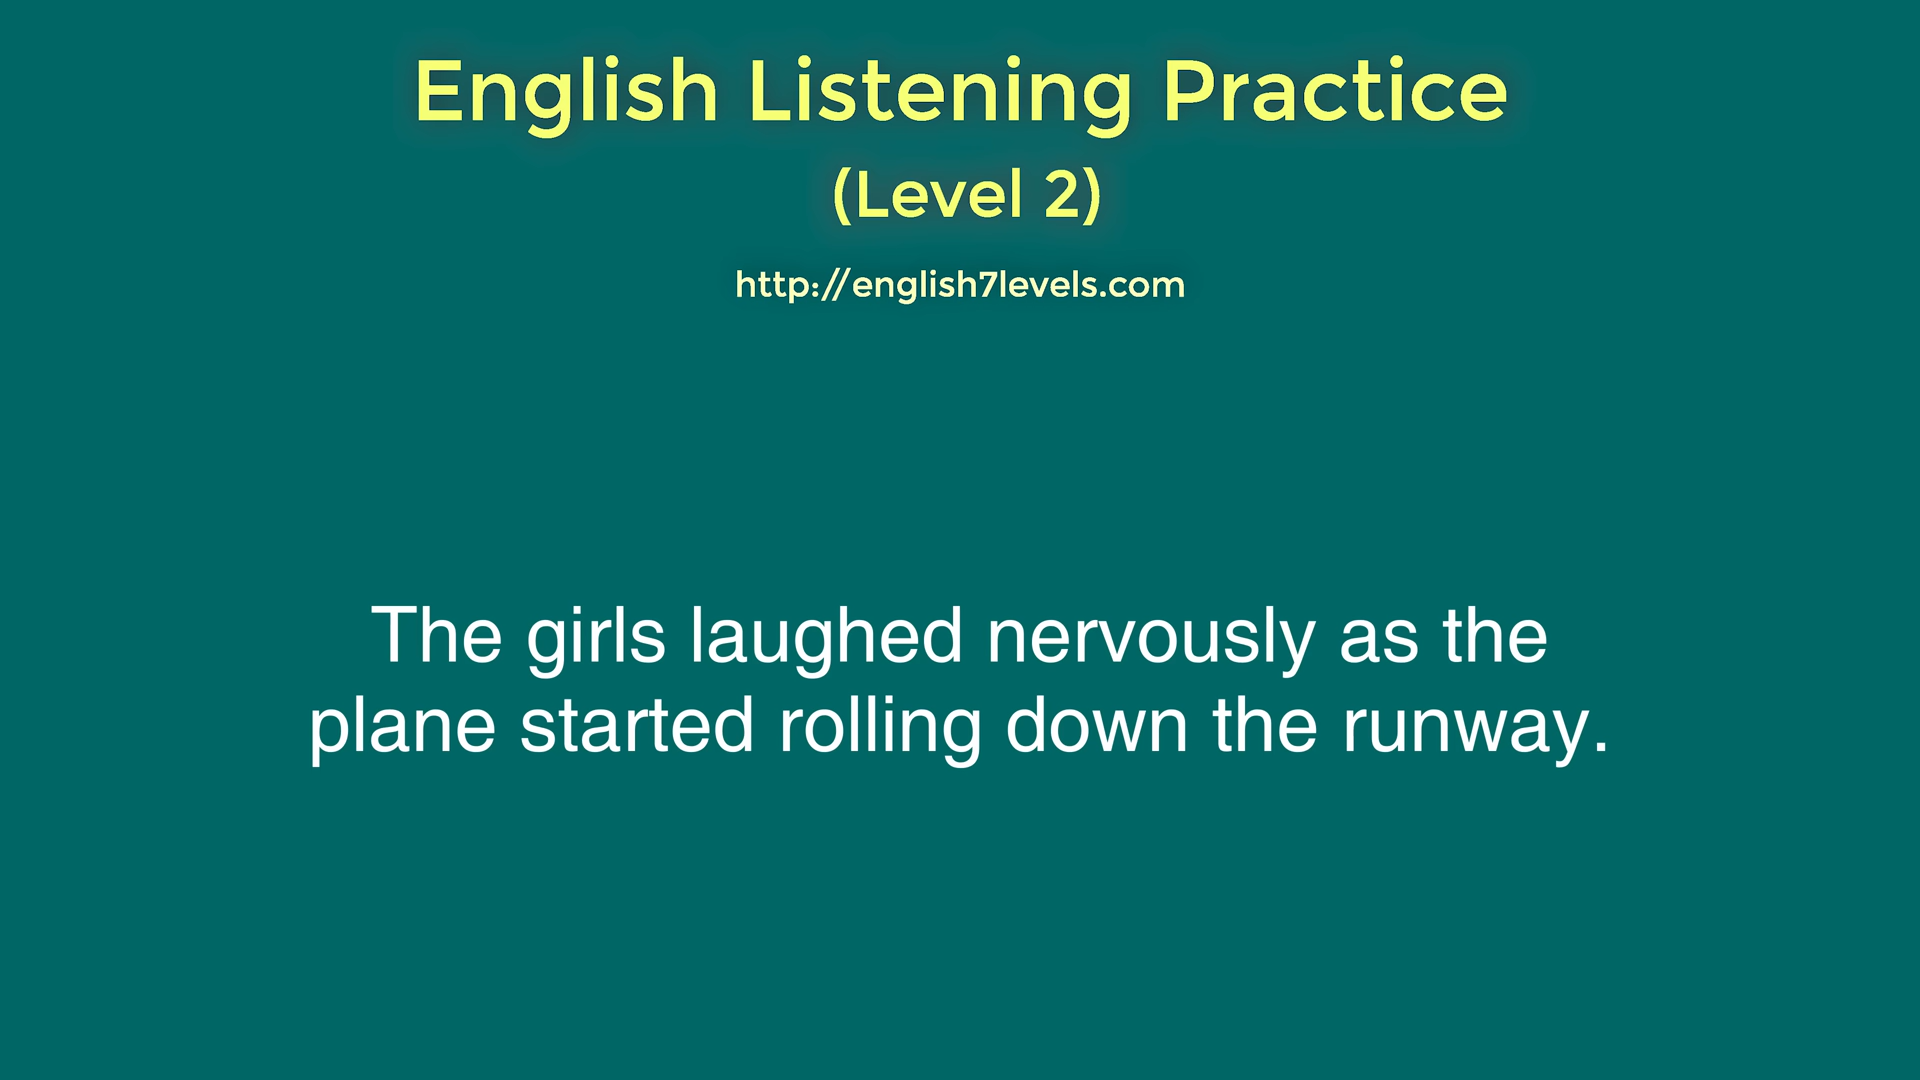 English Listening Practice
(Level 2)
http://english7levels.com
The girls laughed nervously as the
plane started rolling down the runway.